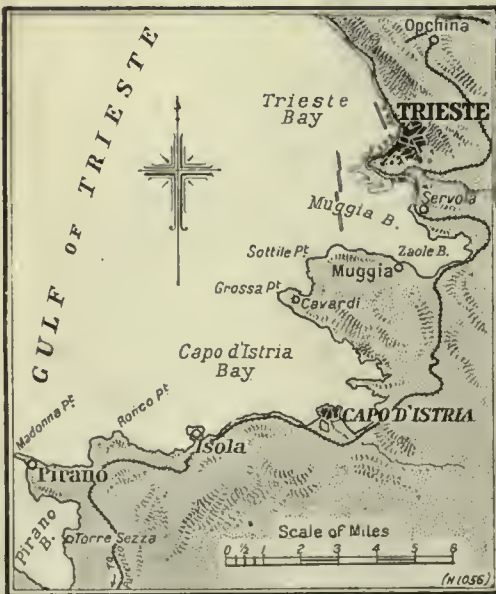 Opchina
TRIESTE
Trieste
Bay
GULF OF TRIESTE
Servola
Muggia B.
Sottile Pt.
Zaole B.
Muggia
Grossa Pt.
Cavardi
Capo d'Istria
Bay
Madonna Pt.
Ronco Pt.
CAPO D'ISTRIA
Isola
Pirano
Pirano
B.
Torre Sezza
Scale of Miles
0 ½ 1 2 3 4 5 6
(N1056)